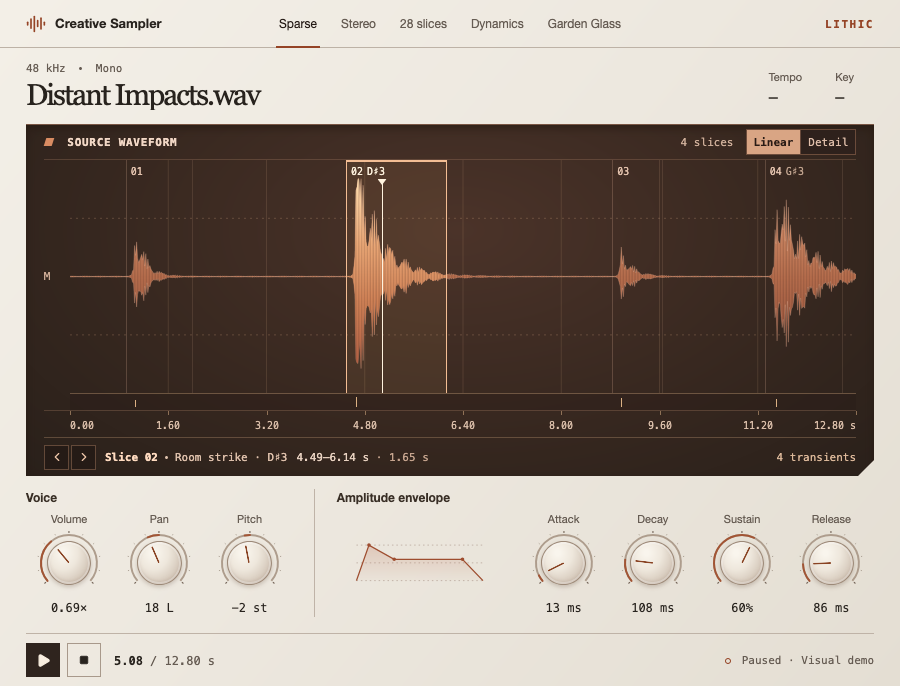 Creative Sampler
Sparse Stereo 28 slices Dynamics Garden Glass
LITHIC
48 kHz • Mono
Distant Impacts.wav
Tempo Key
— —
SOURCE WAVEFORM
4 slices Linear Detail
01 02 D♯3 03 04 G♯3
M
0.00 1.60 3.20 4.80 6.40 8.00 9.60 11.20 12.80 s
Slice 02 • Room strike · D♯3 4.49–6.14 s · 1.65 s
4 transients
Voice
Amplitude envelope
Volume Pan Pitch Attack Decay Sustain Release
0.69× 18 L −2 st 13 ms 108 ms 60% 86 ms
5.08 / 12.80 s
Paused · Visual demo